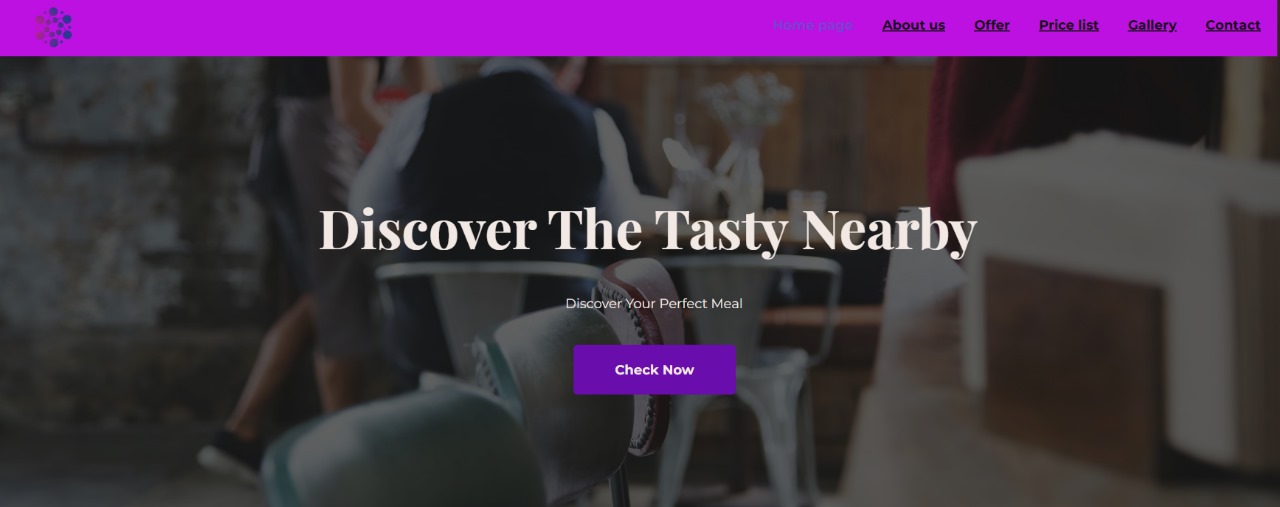 Home page About us Offer Price list Gallery Contact
Discover The Tasty Nearby
Discover Your Perfect Meal
Check Now